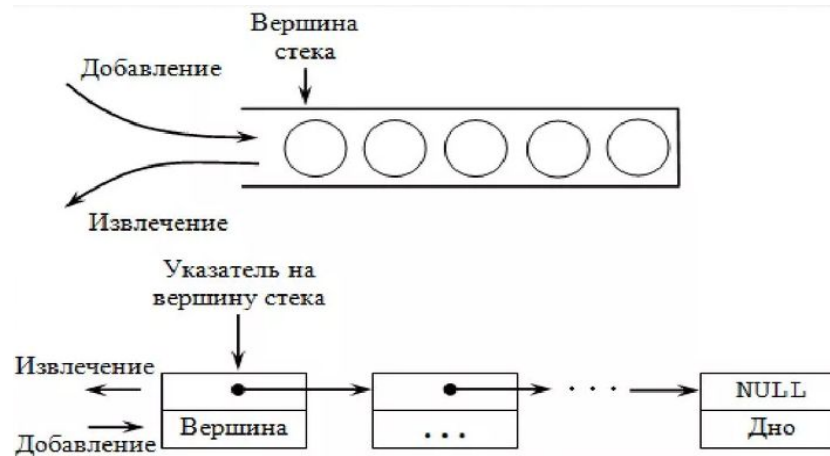 Вершина
стека
Добавление
Извлечение
Указатель на
вершину стека
Извлечение
Добавление
Вершина
...
· · ·
NULL
Дно